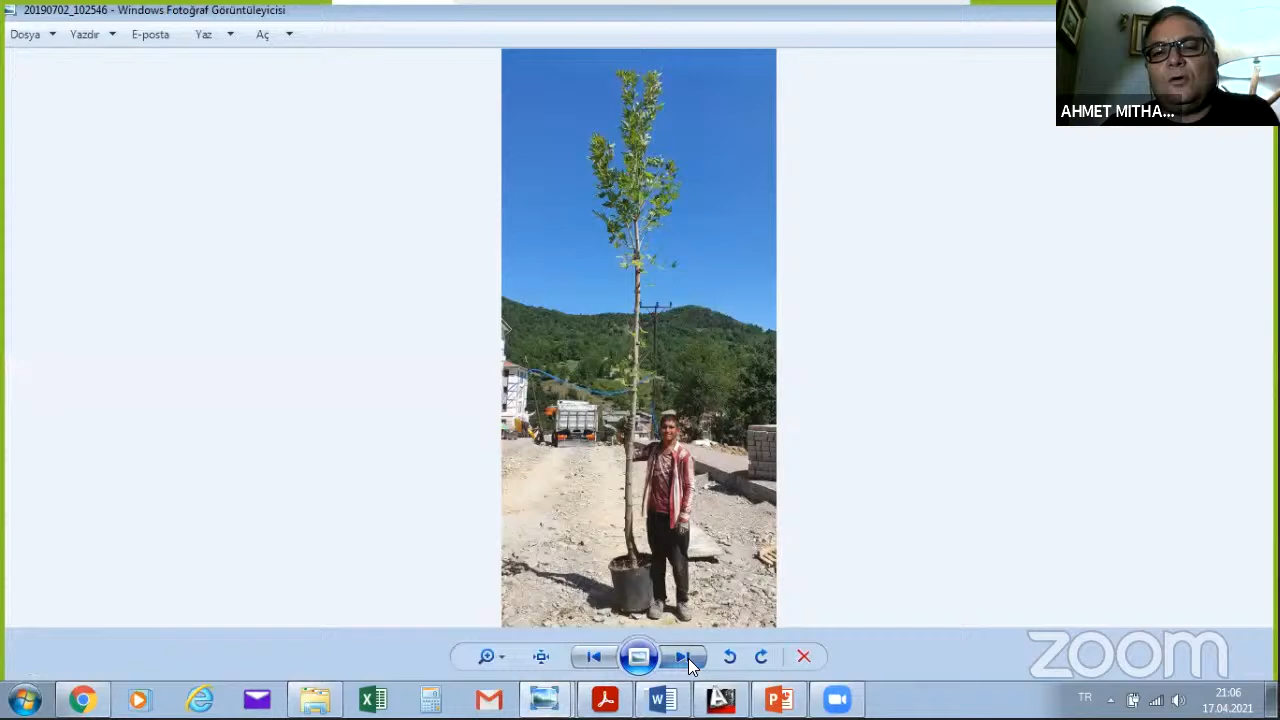 20190702_102546 - Windows Fotoğraf Görüntüleyicisi
Dosya Yazdır E-posta Yaz Aç
AHMET MITHA...
zoom
TR 21:06
17.04.2021